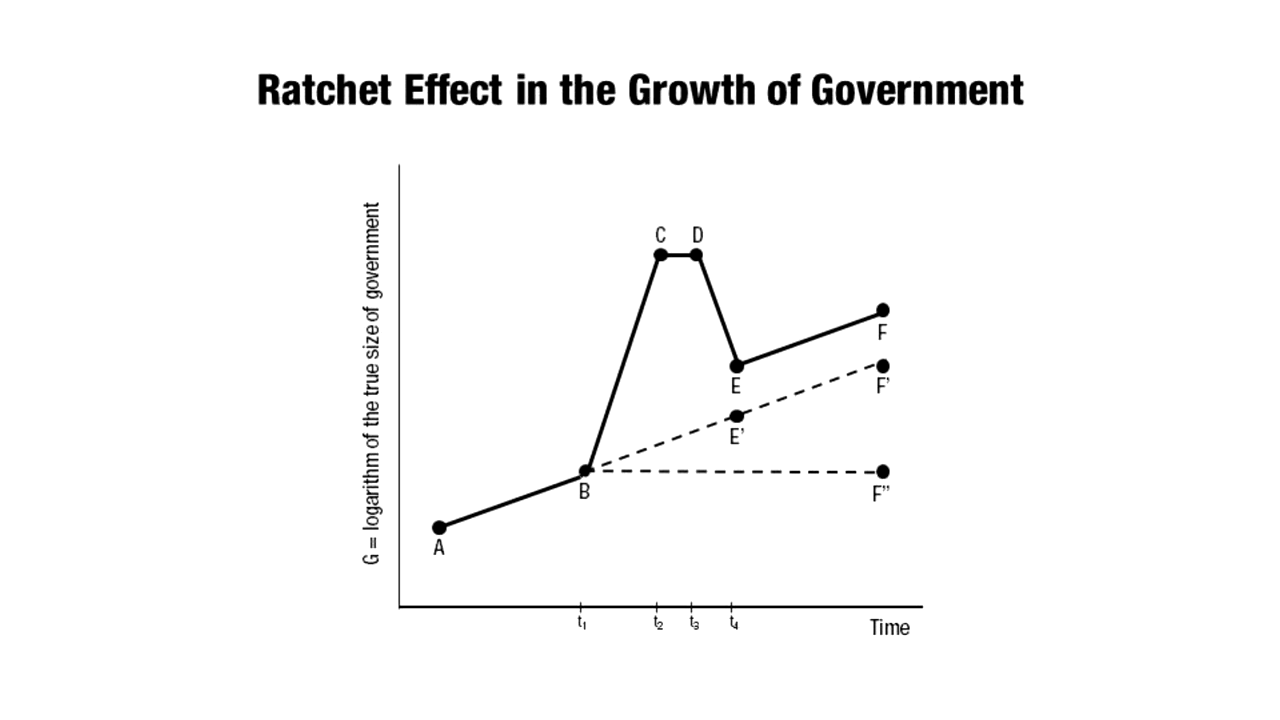 Ratchet Effect in the Growth of Government
G = logarithm of the true size of government
C D
F
E
F'
E'
B
F"
A
t₁ t₂ t₃ t₄
Time